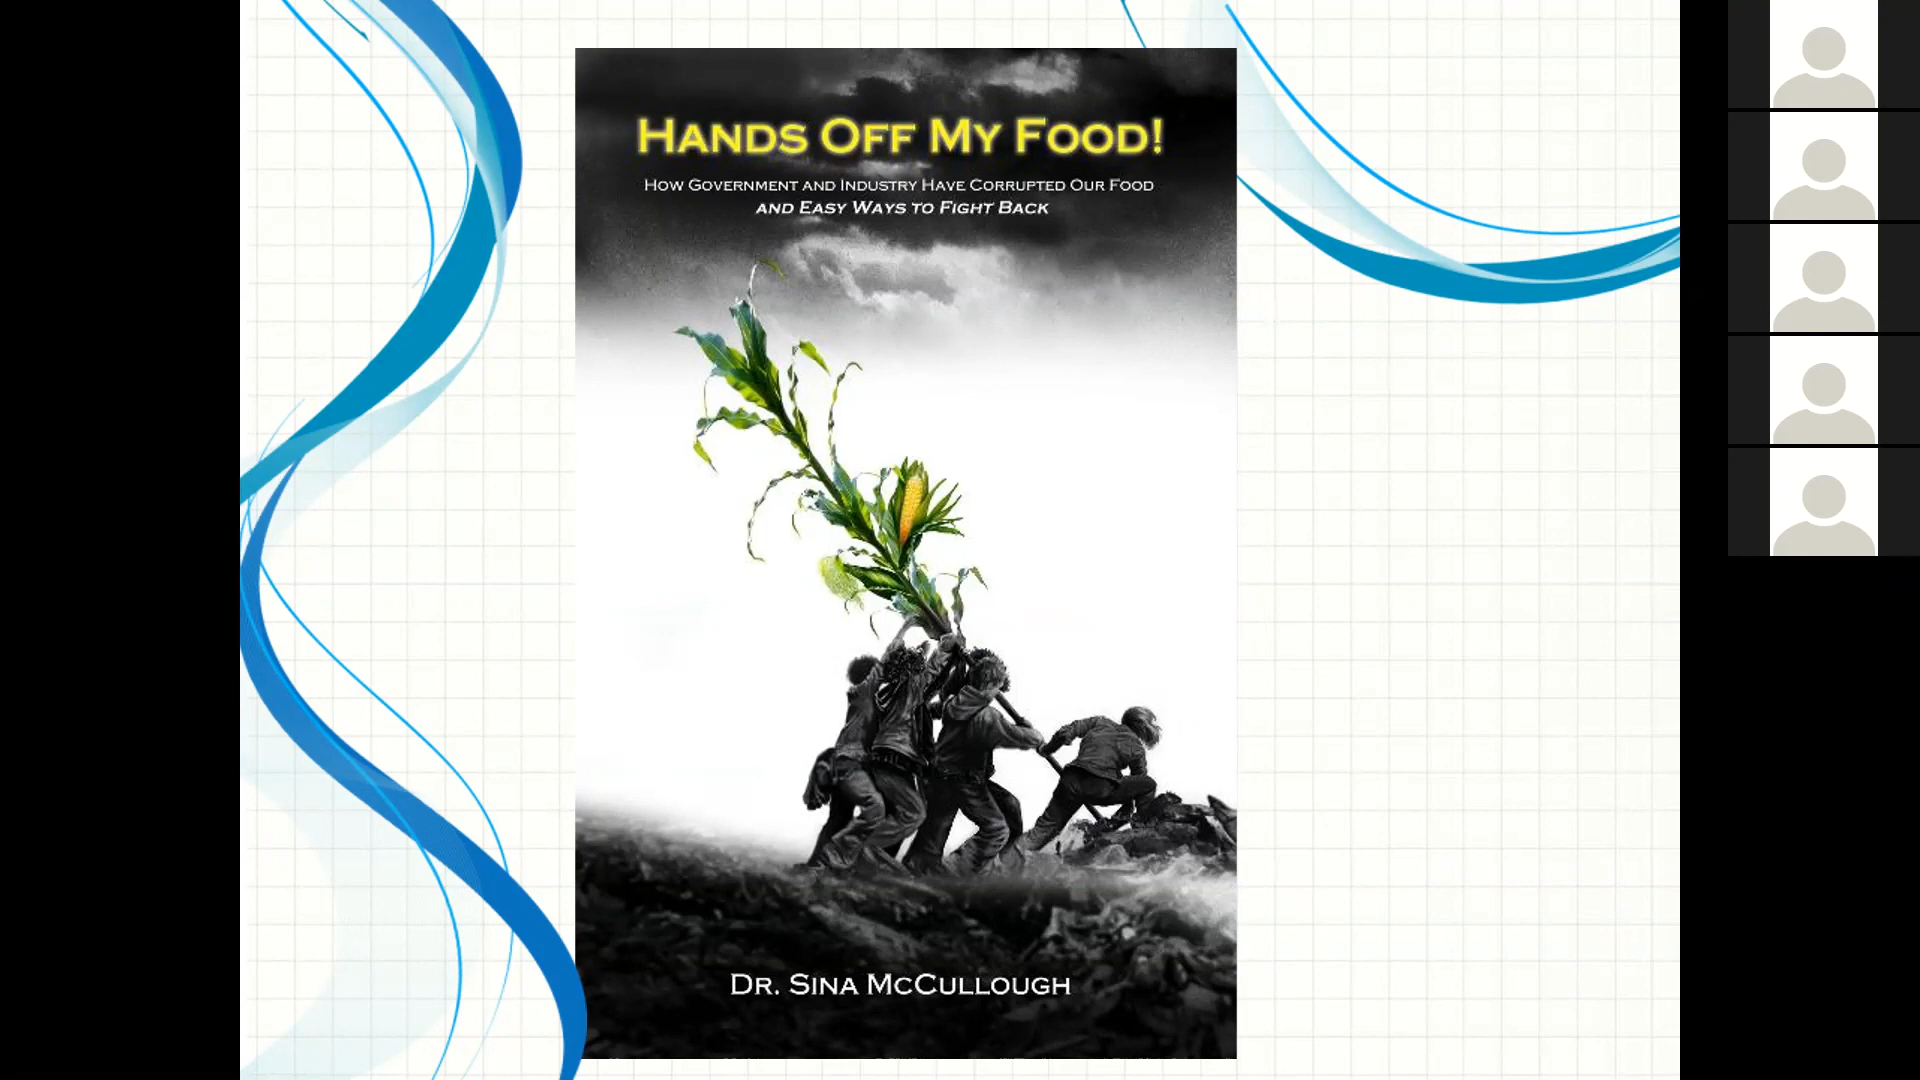 HANDS OFF MY FOOD!
HOW GOVERNMENT AND INDUSTRY HAVE CORRUPTED OUR FOOD
AND EASY WAYS TO FIGHT BACK
DR. SINA MCCULLOUGH